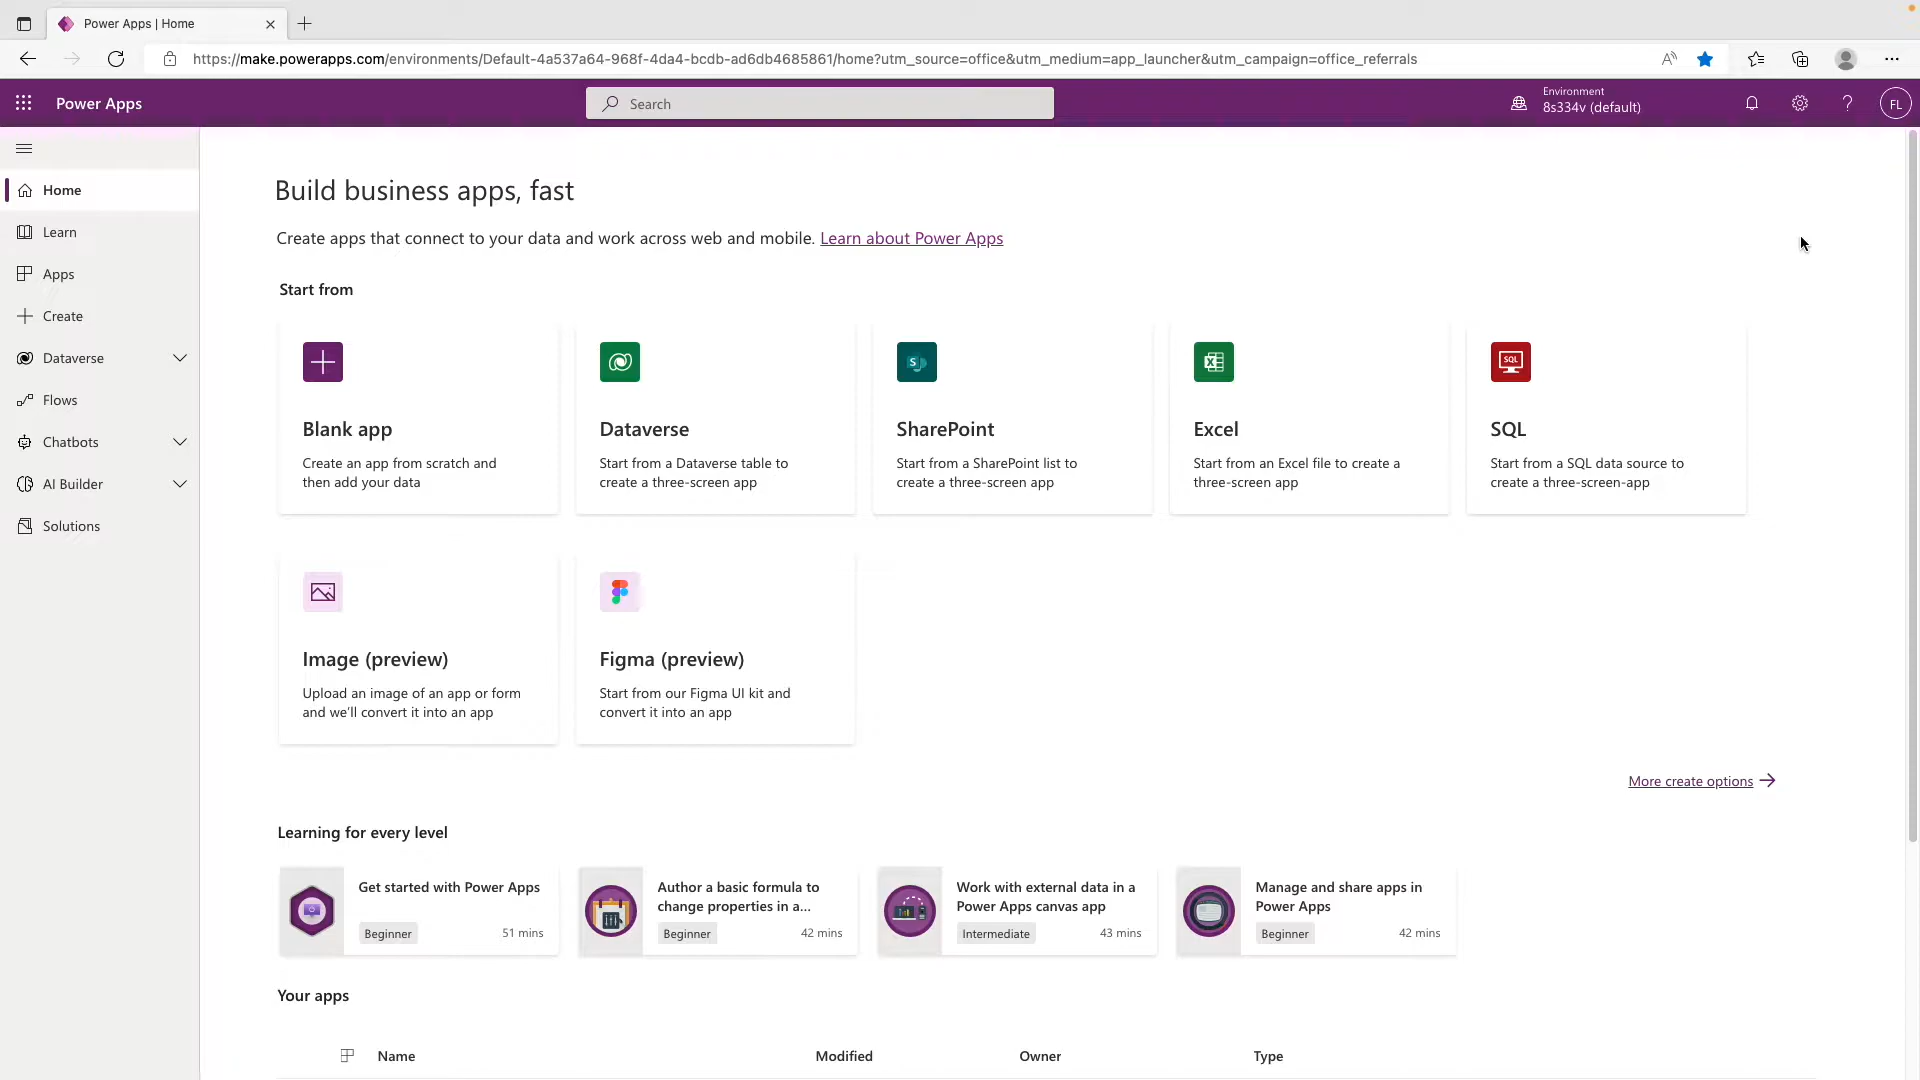 Power Apps | Home
https://make.powerapps.com/environments/Default-4a537a64-968f-4da4-bcdb-ad6db4685861/home?utm_source=office&utm_medium=app_launcher&utm_campaign=office_referrals
Power Apps
Search
Environment
8s334v (default)
FL
Home
Learn
Apps
Create
Dataverse
Flows
Chatbots
AI Builder
Solutions
Build business apps, fast
Create apps that connect to your data and work across web and mobile. Learn about Power Apps
Start from
Blank app
Create an app from scratch and
then add your data
Dataverse
Start from a Dataverse table to
create a three-screen app
S
SharePoint
Start from a SharePoint list to
create a three-screen app
X
Excel
Start from an Excel file to create a
three-screen app
SQL
SQL
Start from a SQL data source to
create a three-screen-app
Image (preview)
Upload an image of an app or form
and we'll convert it into an app
Figma (preview)
Start from our Figma UI kit and
convert it into an app
More create options
Learning for every level
Get started with Power Apps
Beginner
51 mins
Author a basic formula to
change properties in a...
Beginner
42 mins
Work with external data in a
Power Apps canvas app
Intermediate
43 mins
Manage and share apps in
Power Apps
Beginner
42 mins
Your apps
Name
Modified
Owner
Type